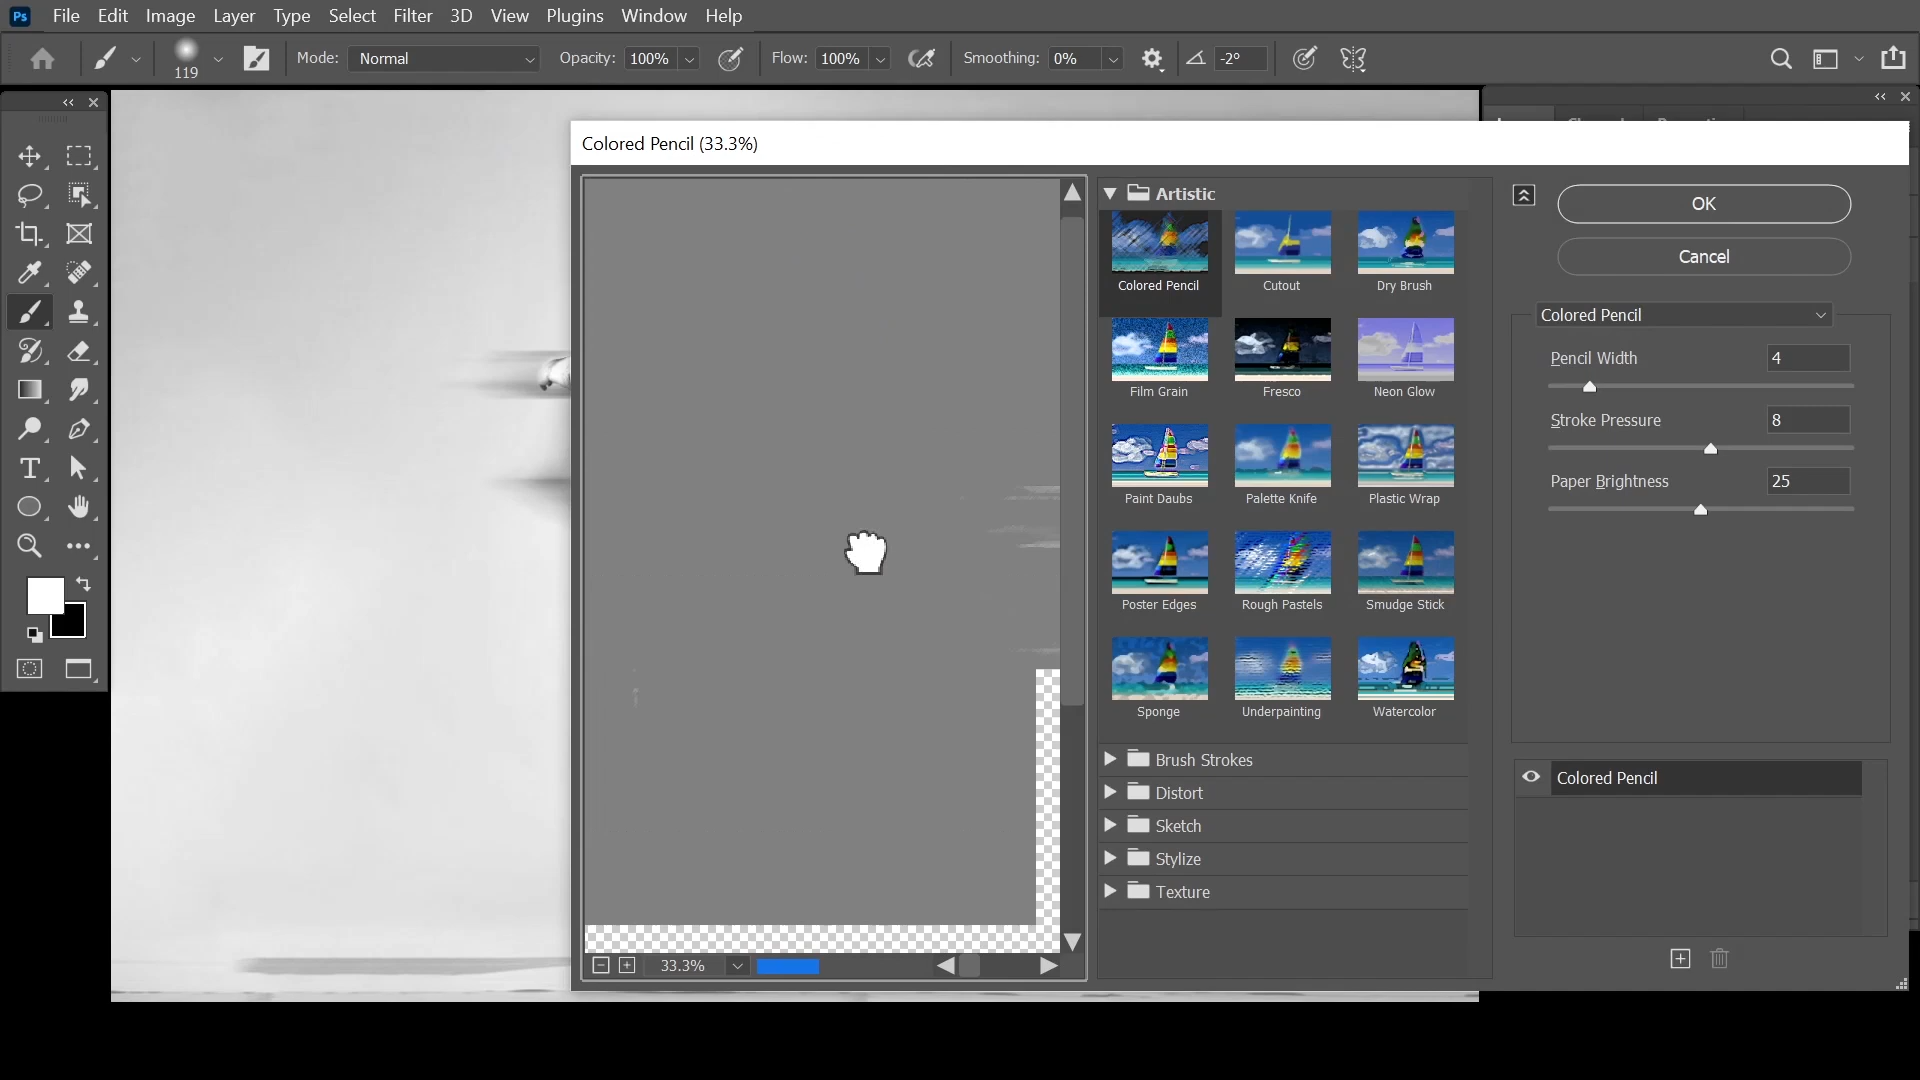 Ps File Edit Image Layer Type Select Filter 3D View Plugins Window Help
119 Mode: Normal Opacity: 100% Flow: 100% Smoothing: 0% -2°
Colored Pencil (33.3%)
Artistic
Colored Pencil Cutout Dry Brush
Film Grain Fresco Neon Glow
Paint Daubs Palette Knife Plastic Wrap
Poster Edges Rough Pastels Smudge Stick
Sponge Underpainting Watercolor
Brush Strokes
Distort
Sketch
Stylize
Texture
33.3%
OK
Cancel
Colored Pencil
Pencil Width 4
Stroke Pressure 8
Paper Brightness 25
Colored Pencil